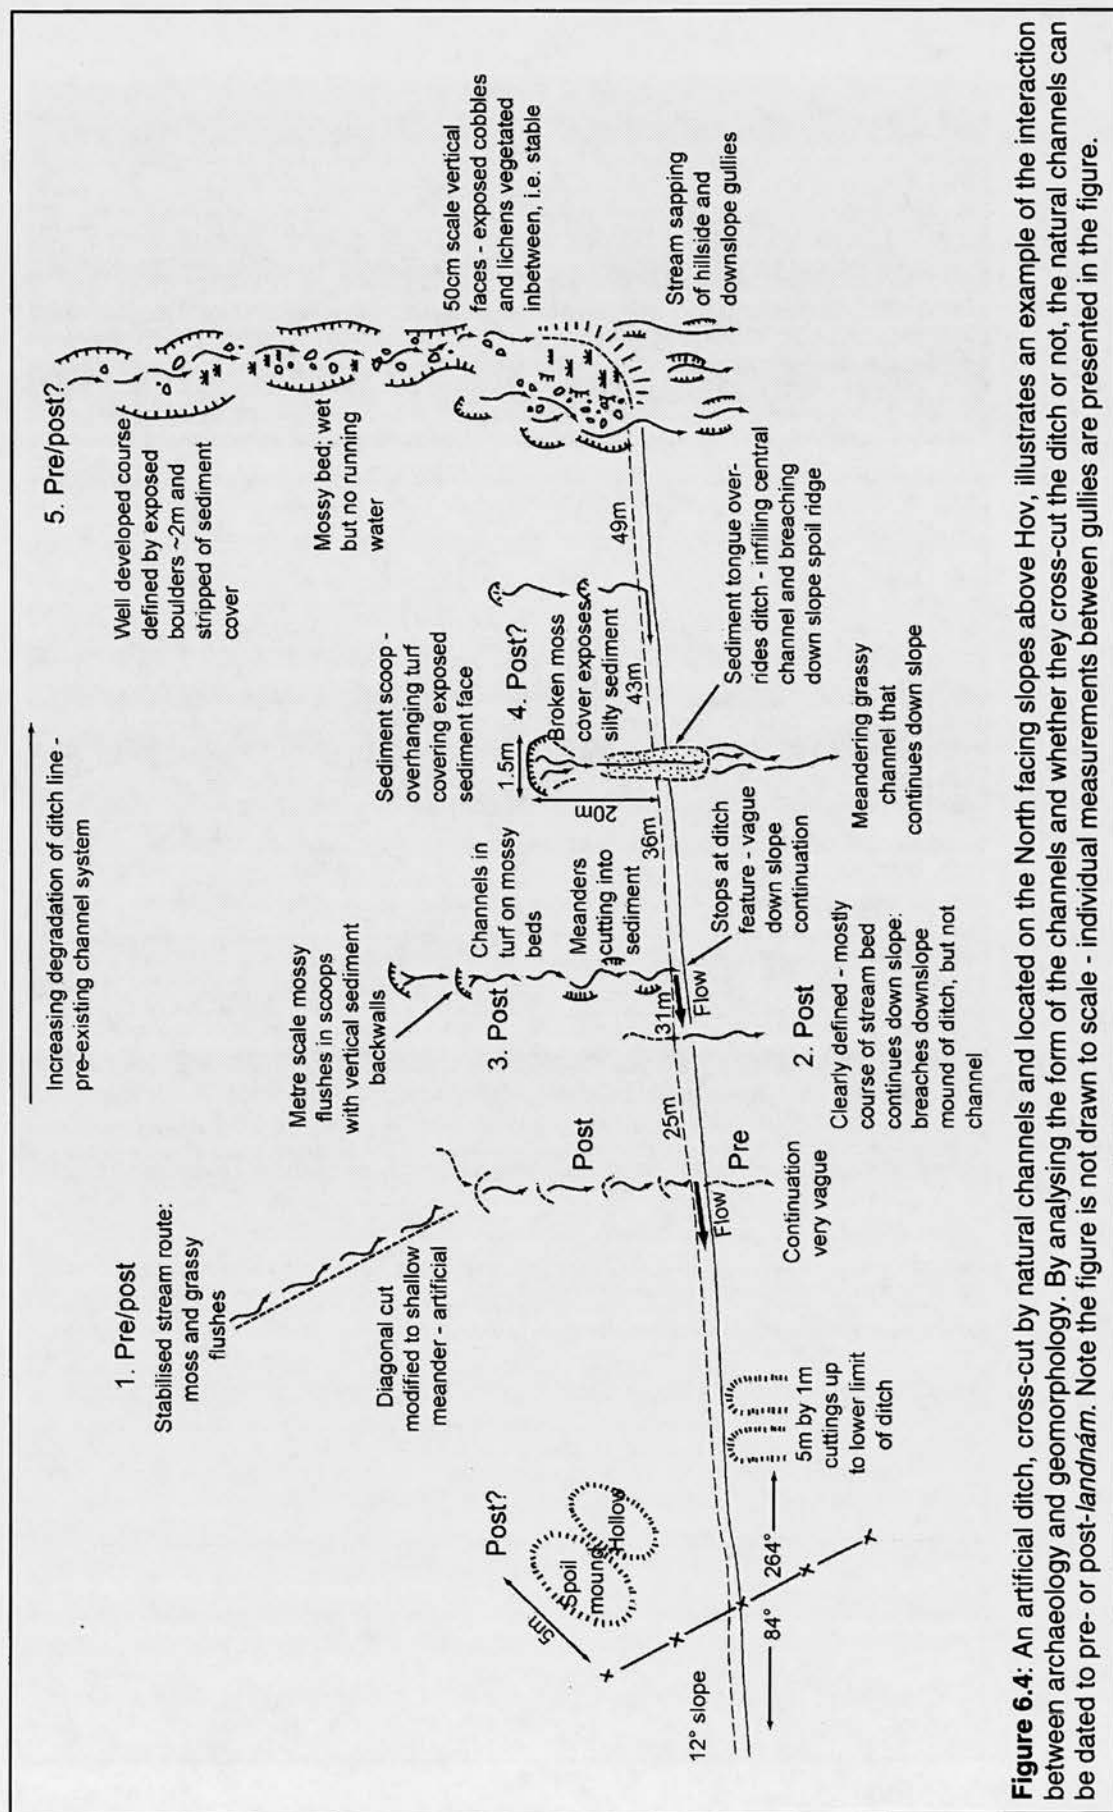 Increasing degradation of ditch line -
pre-existing channel system
5. Pre/post?
Well developed course
defined by exposed
boulders ~2m and
stripped of sediment
cover
Mossy bed; wet
but no running
water
50cm scale vertical
faces - exposed cobbles
and lichens vegetated
inbetween, i.e. stable
Stream sapping
of hillside and
downslope gullies
1. Pre/post
Stabilised stream route:
moss and grassy
flushes
Diagonal cut
modified to shallow
meander - artificial
Post
Pre
Flow
Continuation
very vague
25m
Metre scale mossy
flushes in scoops
with vertical sediment
backwalls
3. Post
Channels in
turf on mossy
beds
Meanders
cutting into
sediment
31m
Flow
Stops at ditch
feature - vague
down slope
continuation
2. Post
Clearly defined - mostly
course of stream bed
continues down slope:
breaches downslope
mound of ditch, but not
channel
36m
Sediment scoop -
overhanging turf
covering exposed
sediment face
1.5m
20m
4. Post?
Broken moss
cover exposes
silty sediment
43m
49m
Sediment tongue over-
rides ditch - infilling central
channel and breaching
down slope spoil ridge
Meandering grassy
channel that
continues down slope
Post?
5m
Spoil
mound
Hollow
12° slope
84°
264°
5m by 1m
cuttings up
to lower limit
of ditch
Figure 6.4: An artificial ditch, cross-cut by natural channels and located on the North facing slopes above Hov, illustrates an example of the interaction
between archaeology and geomorphology. By analysing the form of the channels and whether they cross-cut the ditch or not, the natural channels can
be dated to pre- or post-landnám. Note the figure is not drawn to scale - individual measurements between gullies are presented in the figure.